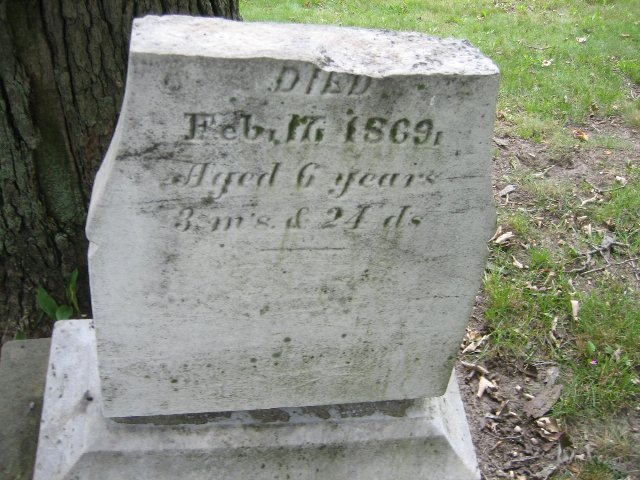 DIED
Feb. 17, 1869,
Aged 6 years
3 m's. & 24 ds